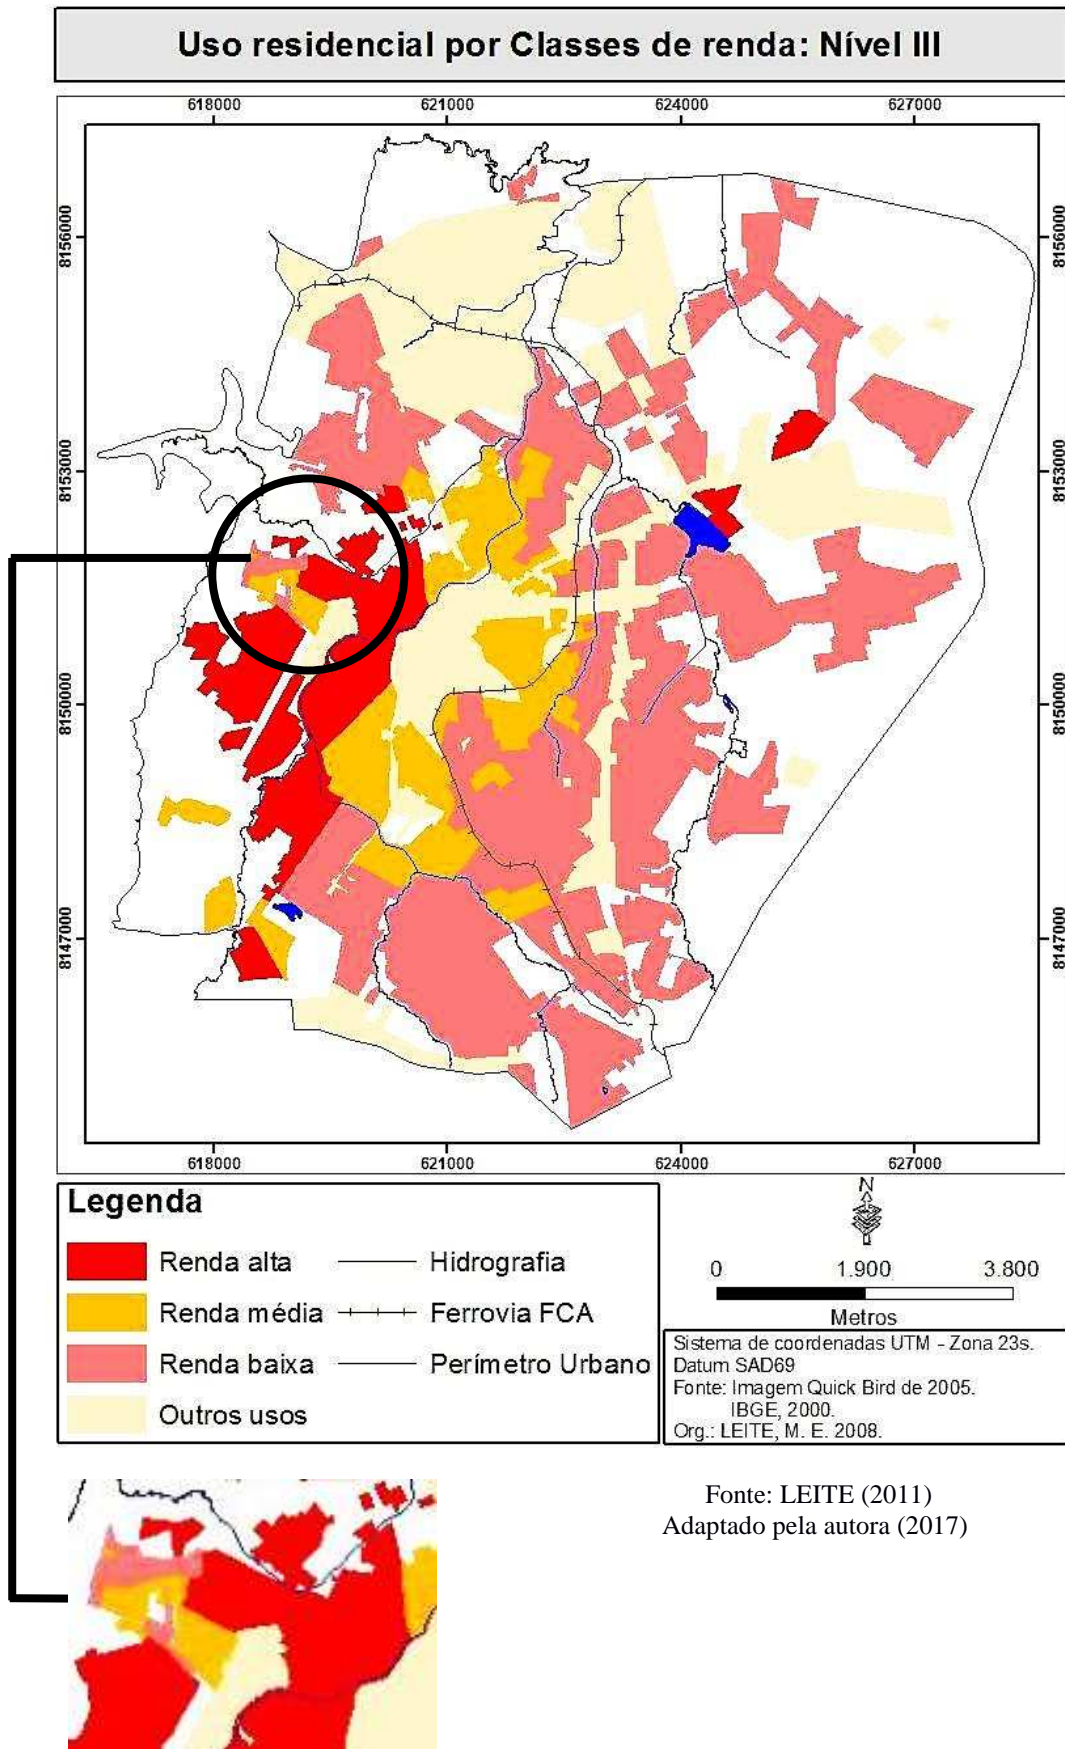 Uso residencial por Classes de renda: Nível III
618000 621000 624000 627000
8156000 8156000
8153000 8153000
8150000 8150000
8147000 8147000
618000 621000 624000 627000
Legenda
Renda alta Hidrografia
Renda média Ferrovia FCA
Renda baixa Perímetro Urbano
Outros usos
N
0 1.900 3.800
Metros
Sistema de coordenadas UTM - Zona 23s.
Datum SAD69
Fonte: Imagem Quick Bird de 2005.
IBGE, 2000.
Org.: LEITE, M. E. 2008.
Fonte: LEITE (2011)
Adaptado pela autora (2017)